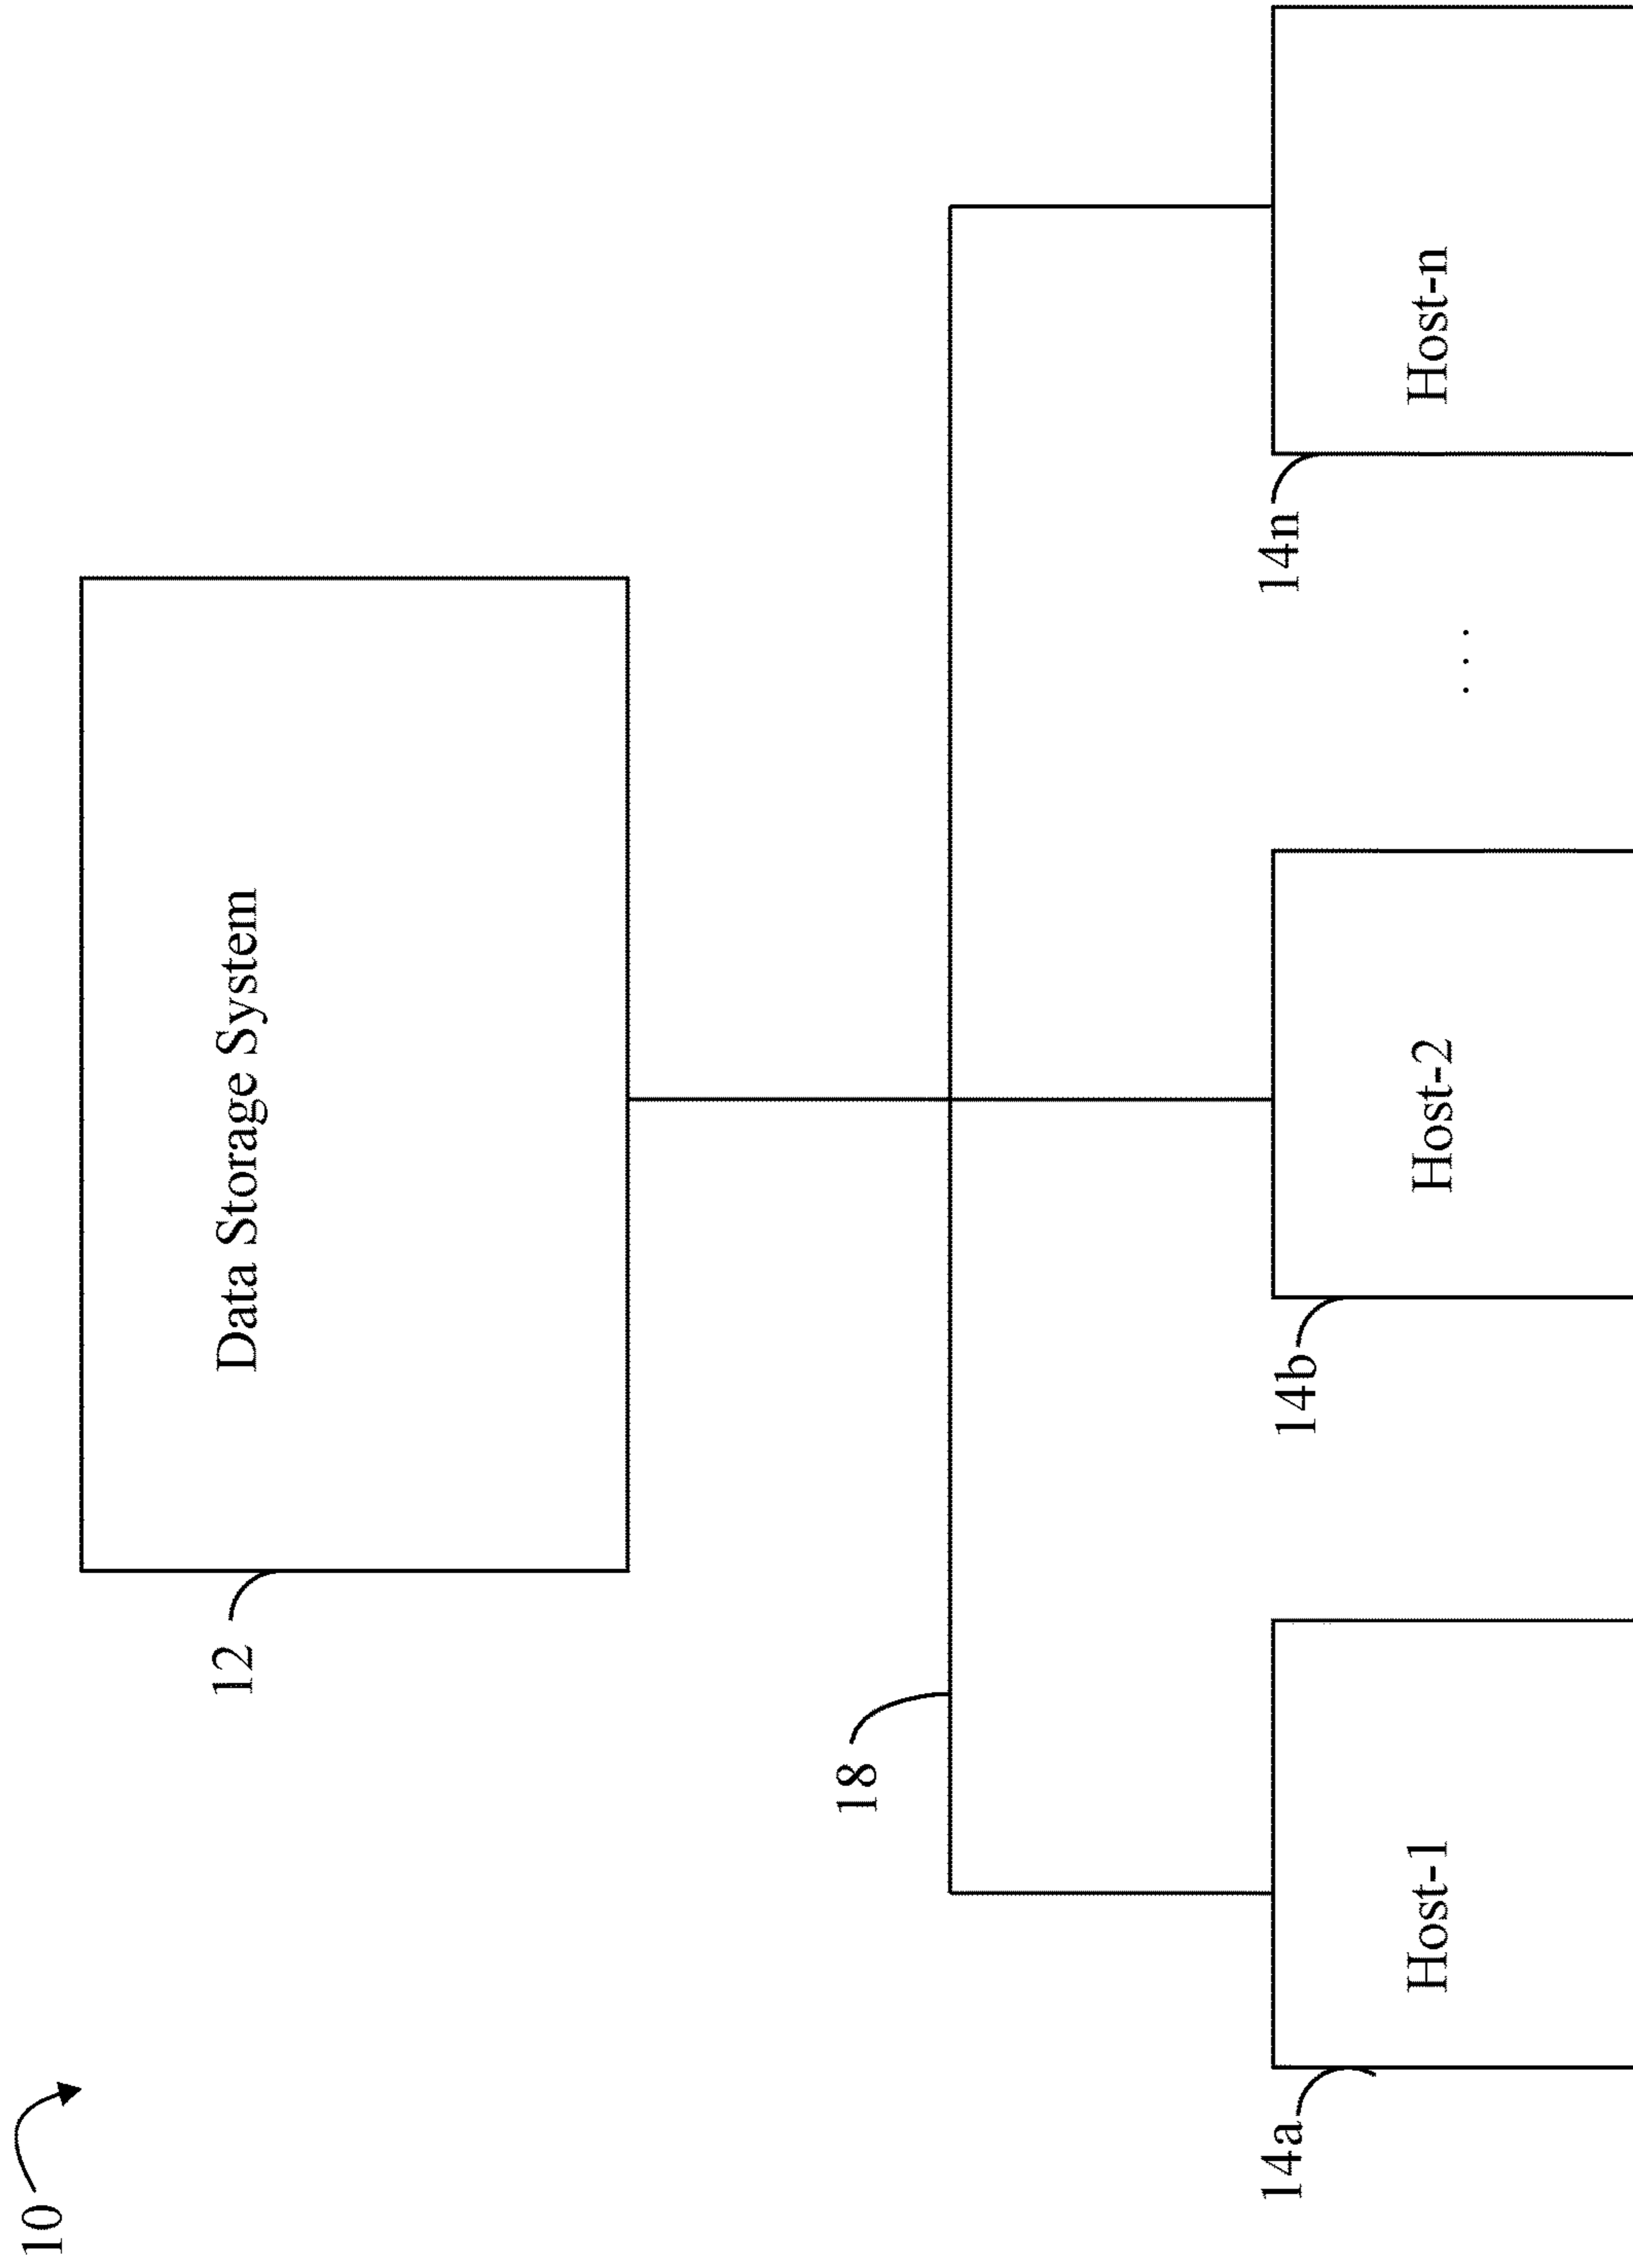 10
12
Data Storage System
18
14a
Host-1
14b
Host-2
. . .
14n
Host-n